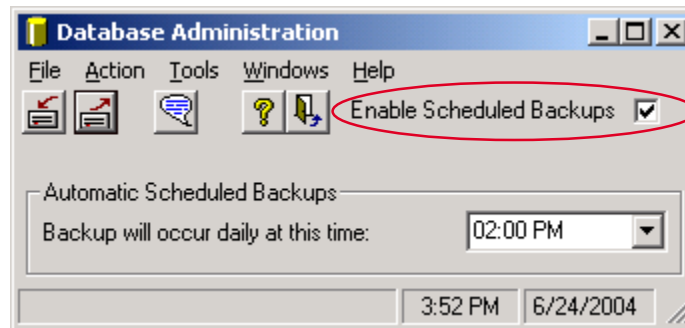 Database Administration
File Action Tools Windows Help
Enable Scheduled Backups
Automatic Scheduled Backups
Backup will occur daily at this time: 02:00 PM
3:52 PM 6/24/2004